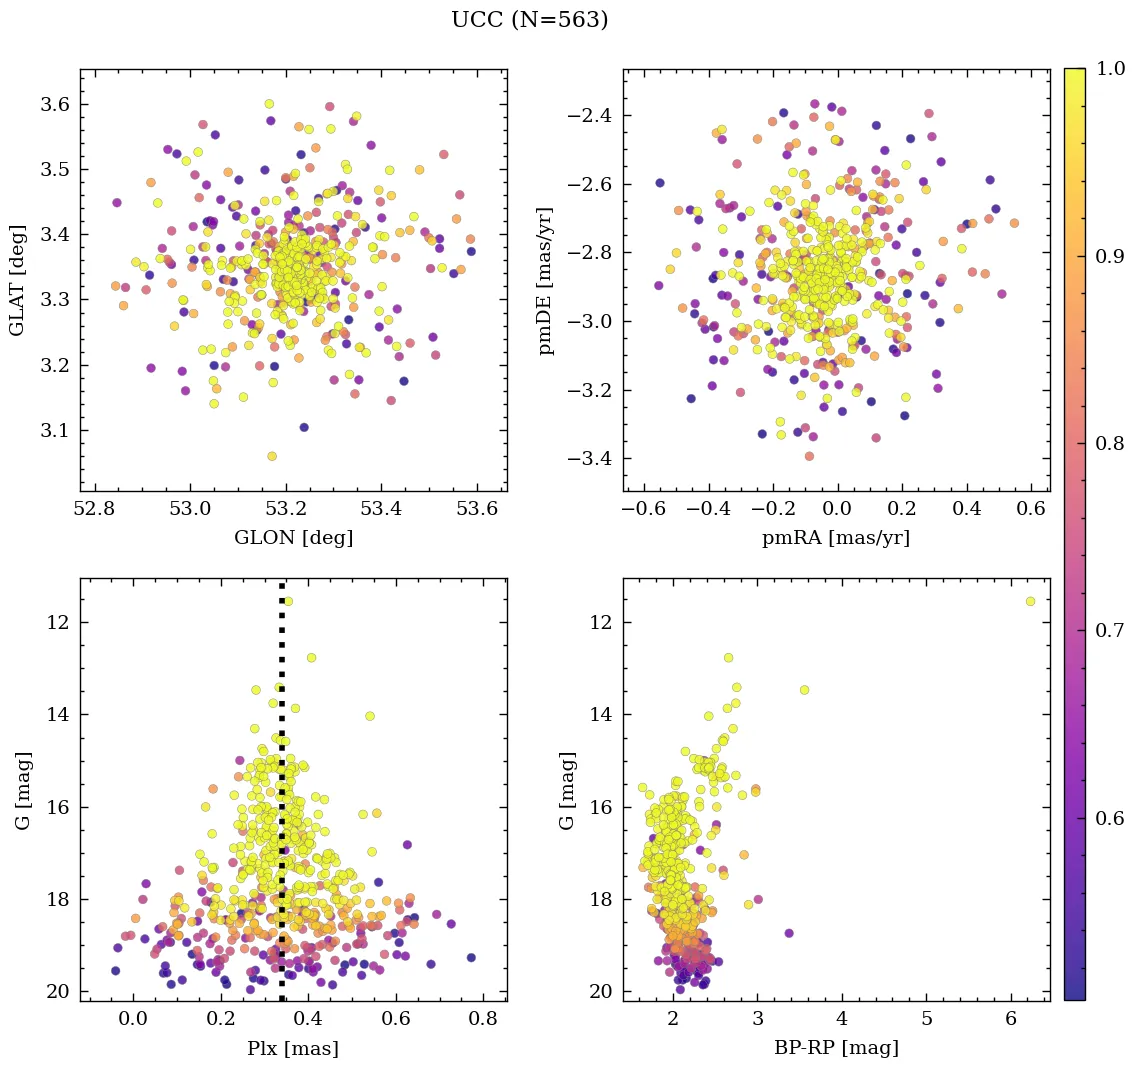 UCC (N=563)
3.6
3.5
3.4
3.3
3.2
3.1
GLAT [deg]
52.8 53.0 53.2 53.4 53.6
GLON [deg]
−2.4
−2.6
−2.8
−3.0
−3.2
−3.4
pmDE [mas/yr]
−0.6 −0.4 −0.2 0.0 0.2 0.4 0.6
pmRA [mas/yr]
1.0
0.9
0.8
0.7
0.6
12
14
16
18
20
G [mag]
0.0 0.2 0.4 0.6 0.8
Plx [mas]
12
14
16
18
20
G [mag]
2 3 4 5 6
BP-RP [mag]